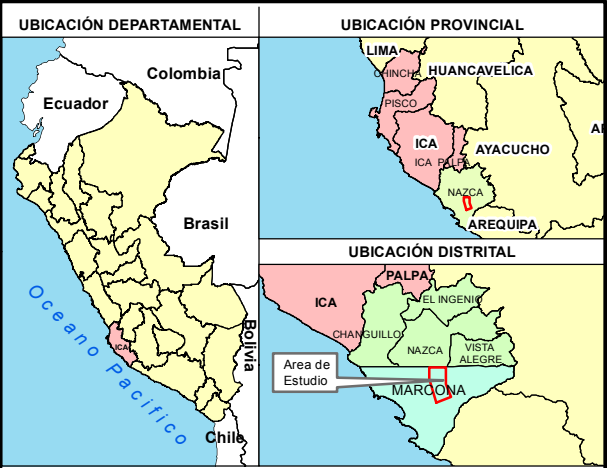 UBICACIÓN DEPARTAMENTAL
Colombia
Ecuador
Brasil
Oceano Pacifico
ICA
Bolivia
Chile
UBICACIÓN PROVINCIAL
LIMA
CHINCHA
HUANCAVELICA
PISCO
ICA
ICA
PALPA
AYACUCHO
NAZCA
AREQUIPA
UBICACIÓN DISTRITAL
PALPA
ICA
EL INGENIO
CHANGUILLO
NAZCA
VISTA
ALEGRE
Area de
Estudio
MARCONA